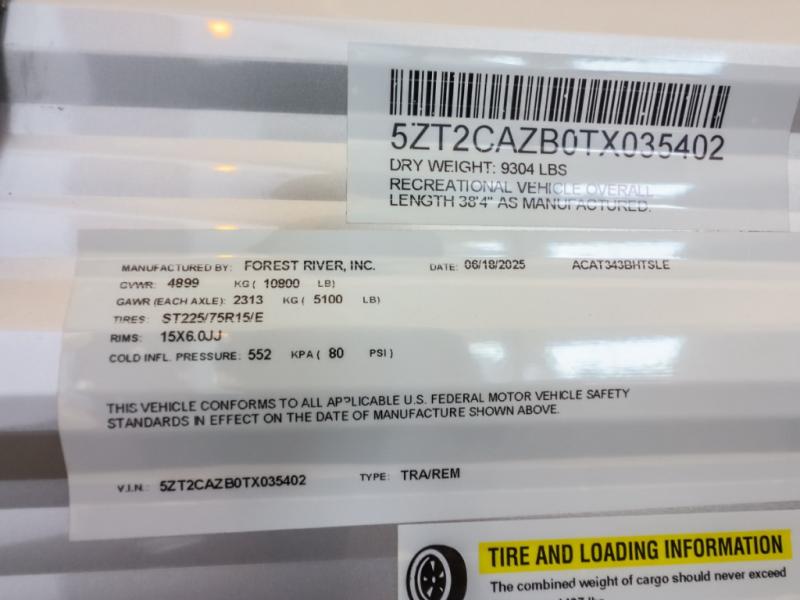 5ZT2CAZB0TX035402
DRY WEIGHT: 9304 LBS
RECREATIONAL VEHICLE OVERALL
LENGTH 38'4" AS MANUFACTURED.
MANUFACTURED BY: FOREST RIVER, INC. DATE: 06/18/2025 ACAT343BHTSLE
GVWR: 4899 KG ( 10800 LB)
GAWR (EACH AXLE): 2313 KG ( 5100 LB)
TIRES: ST225/75R15/E
RIMS: 15X6.0JJ
COLD INFL. PRESSURE: 552 KPA ( 80 PSI )
THIS VEHICLE CONFORMS TO ALL APPLICABLE U.S. FEDERAL MOTOR VEHICLE SAFETY
STANDARDS IN EFFECT ON THE DATE OF MANUFACTURE SHOWN ABOVE.
V.I.N.: 5ZT2CAZB0TX035402 TYPE: TRA/REM
TIRE AND LOADING INFORMATION
The combined weight of cargo should never exceed